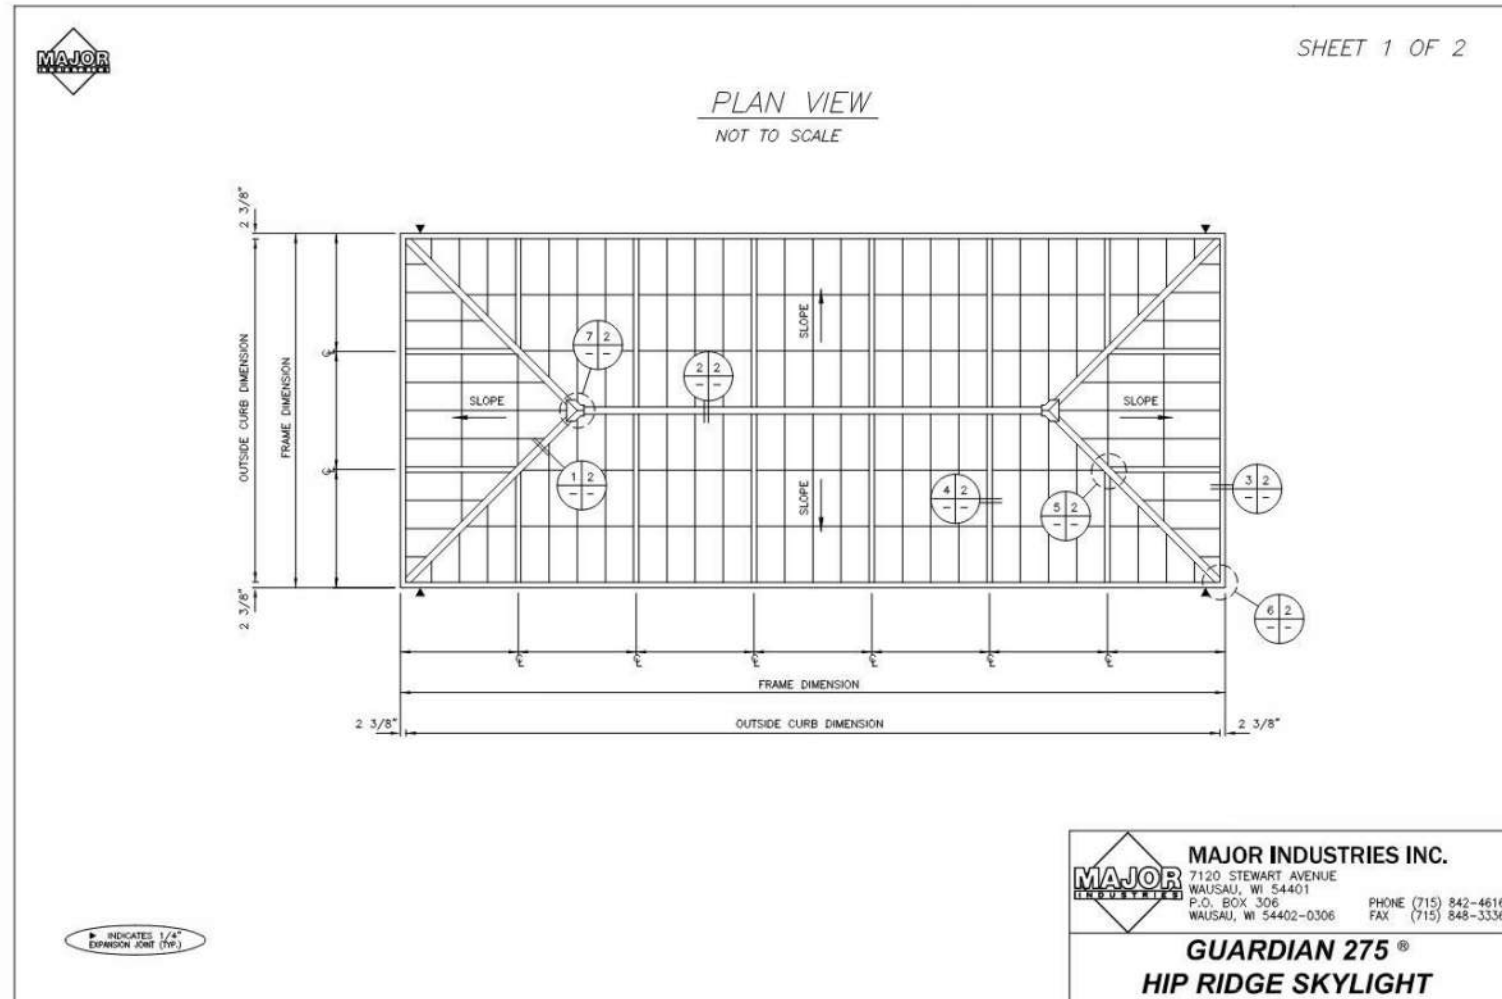 MAJOR
INDUSTRIES
SHEET 1 OF 2
PLAN VIEW
NOT TO SCALE
2 3/8"
OUTSIDE CURB DIMENSION
FRAME DIMENSION
℄
℄
2 3/8"
SLOPE
SLOPE
SLOPE
SLOPE
7 2
- -
2 2
- -
1 2
- -
4 2
- -
5 2
- -
3 2
- -
6 2
- -
℄ ℄ ℄ ℄ ℄ ℄
FRAME DIMENSION
2 3/8" OUTSIDE CURB DIMENSION 2 3/8"
► INDICATES 1/4"
EXPANSION JOINT (TYP.)
MAJOR
INDUSTRIES
MAJOR INDUSTRIES INC.
7120 STEWART AVENUE
WAUSAU, WI 54401
P.O. BOX 306 PHONE (715) 842-4616
WAUSAU, WI 54402-0306 FAX (715) 848-3336
GUARDIAN 275 ®
HIP RIDGE SKYLIGHT